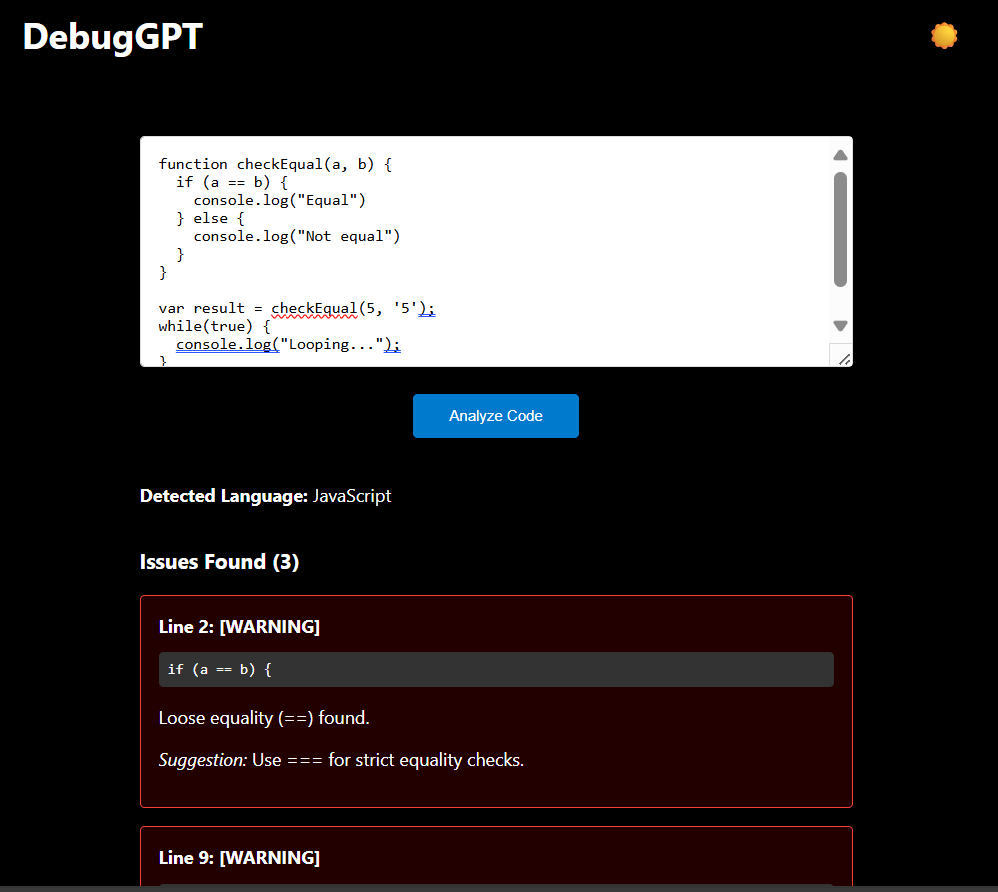 DebugGPT
function checkEqual(a, b) {
  if (a == b) {
    console.log("Equal")
  } else {
    console.log("Not equal")
  }
}
var result = checkEqual(5, '5');
while(true) {
  console.log("Looping...");
}
Analyze Code
Detected Language: JavaScript
Issues Found (3)
Line 2: [WARNING]
if (a == b) {
Loose equality (==) found.
Suggestion: Use === for strict equality checks.
Line 9: [WARNING]